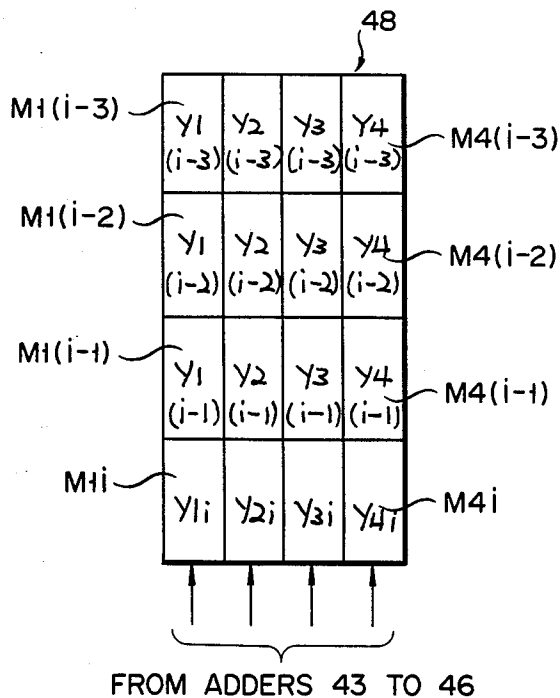 48
M1(i-3)
Y1 Y2 Y3 Y4
(i-3) (i-3) (i-3) (i-3)
M4(i-3)
M1(i-2)
Y1 Y2 Y3 Y4
(i-2) (i-2) (i-2) (i-2)
M4(i-2)
M1(i-1)
Y1 Y2 Y3 Y4
(i-1) (i-1) (i-1) (i-1)
M4(i-1)
M1i
Y1i Y2i Y3i Y4i
M4i
FROM ADDERS 43 TO 46